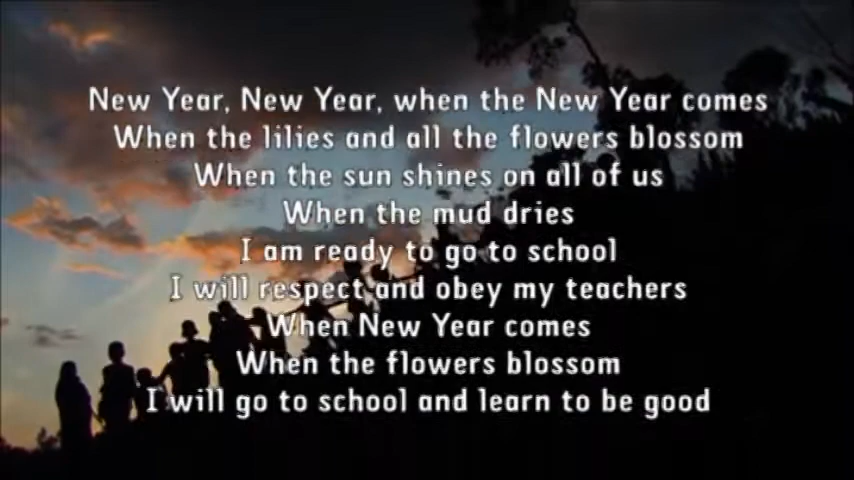 New Year, New Year, when the New Year comes
When the lilies and all the flowers blossom
When the sun shines on all of us
When the mud dries
I am ready to go to school
I will respect and obey my teachers
When New Year comes
When the flowers blossom
I will go to school and learn to be good